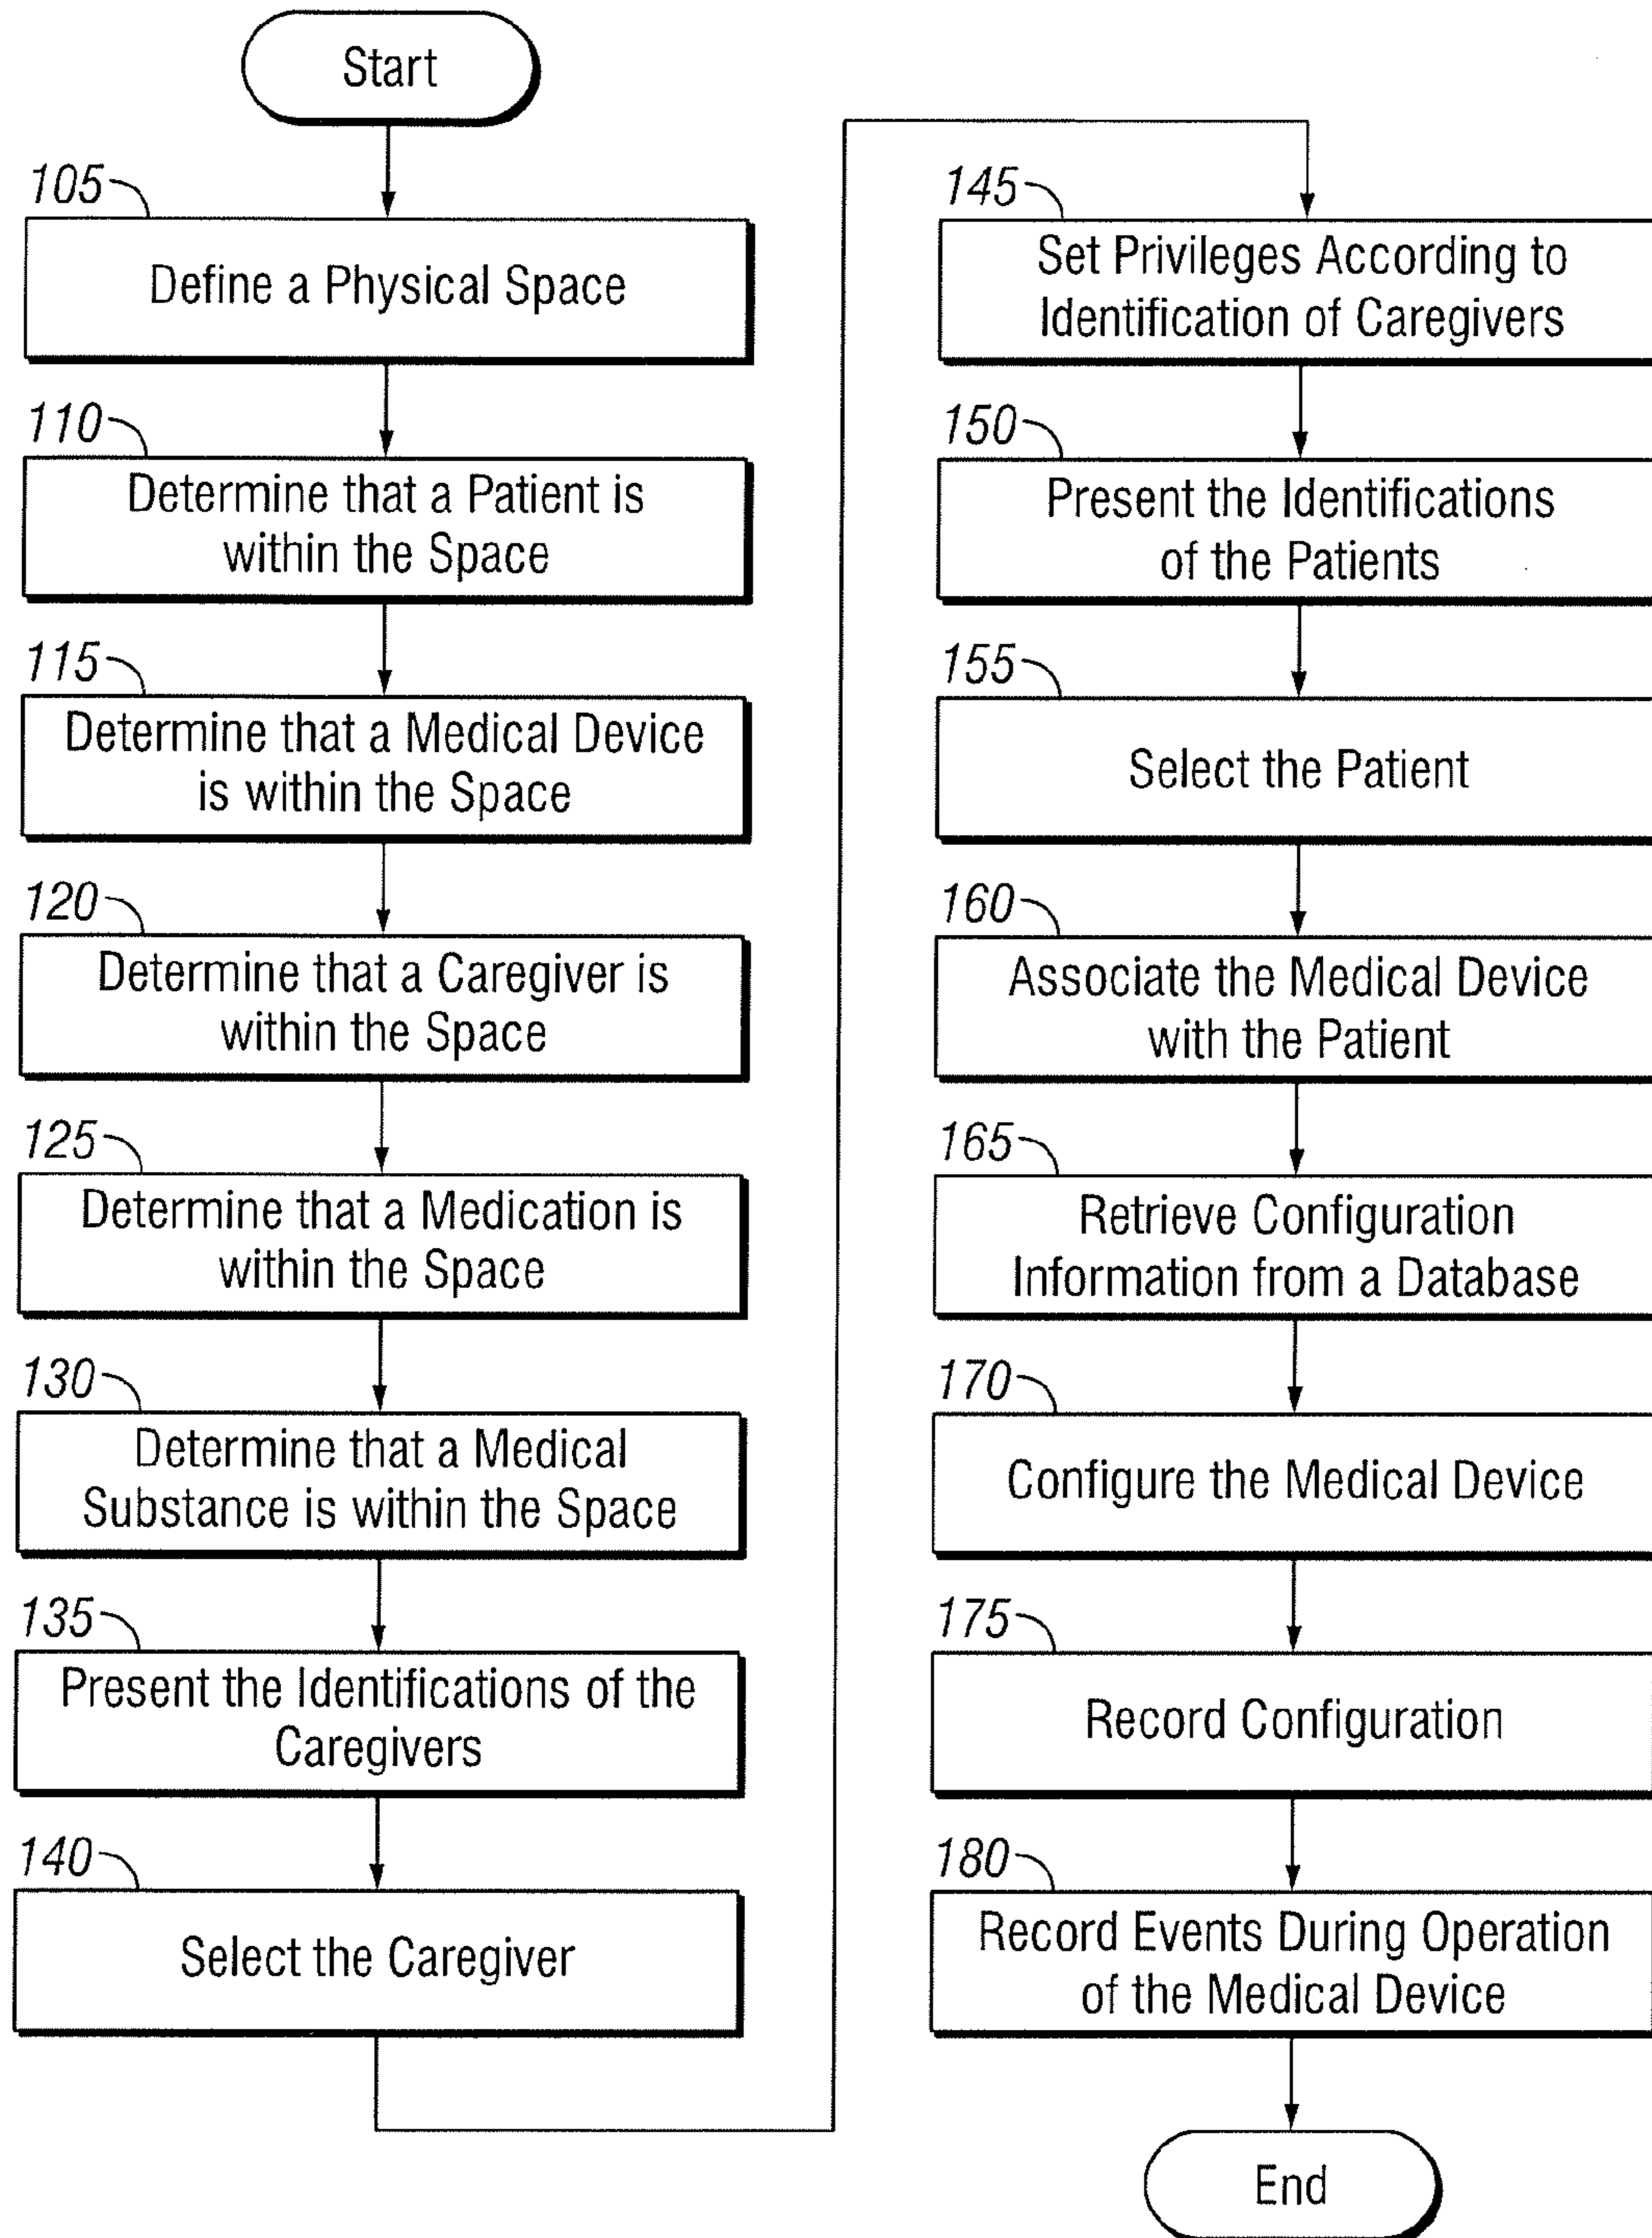 Start
105
Define a Physical Space
110
Determine that a Patient is
within the Space
115
Determine that a Medical Device
is within the Space
120
Determine that a Caregiver is
within the Space
125
Determine that a Medication is
within the Space
130
Determine that a Medical
Substance is within the Space
135
Present the Identifications of the
Caregivers
140
Select the Caregiver
145
Set Privileges According to
Identification of Caregivers
150
Present the Identifications
of the Patients
155
Select the Patient
160
Associate the Medical Device
with the Patient
165
Retrieve Configuration
Information from a Database
170
Configure the Medical Device
175
Record Configuration
180
Record Events During Operation
of the Medical Device
End